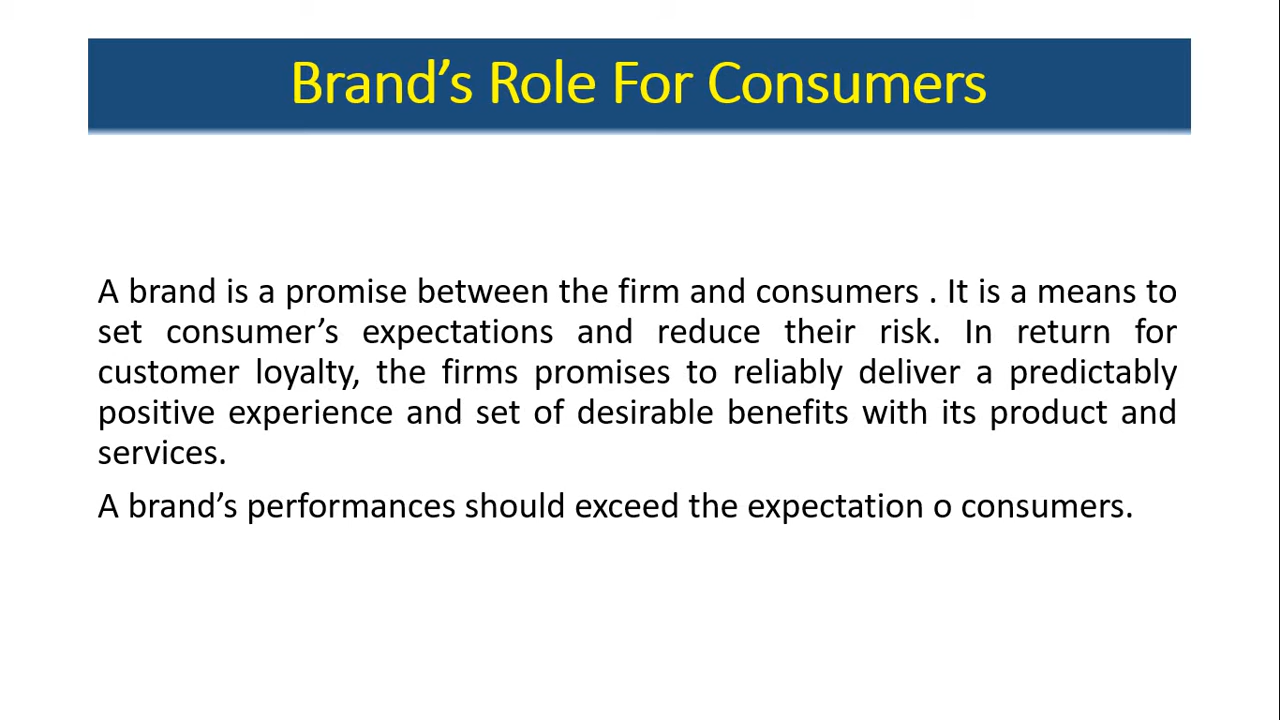 Brand’s Role For Consumers
A brand is a promise between the firm and consumers . It is a means to
set consumer’s expectations and reduce their risk. In return for
customer loyalty, the firms promises to reliably deliver a predictably
positive experience and set of desirable benefits with its product and
services.
A brand’s performances should exceed the expectation o consumers.